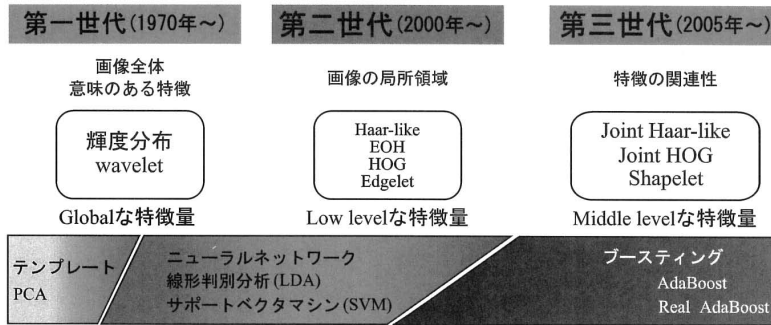 第一世代(1970年～)
画像全体
意味のある特徴
輝度分布
wavelet
Globalな特徴量
第二世代(2000年～)
画像の局所領域
Haar-like
EOH
HOG
Edgelet
Low levelな特徴量
第三世代(2005年～)
特徴の関連性
Joint Haar-like
Joint HOG
Shapelet
Middle levelな特徴量
テンプレート
PCA
ニューラルネットワーク
線形判別分析(LDA)
サポートベクタマシン(SVM)
ブースティング
AdaBoost
Real AdaBoost